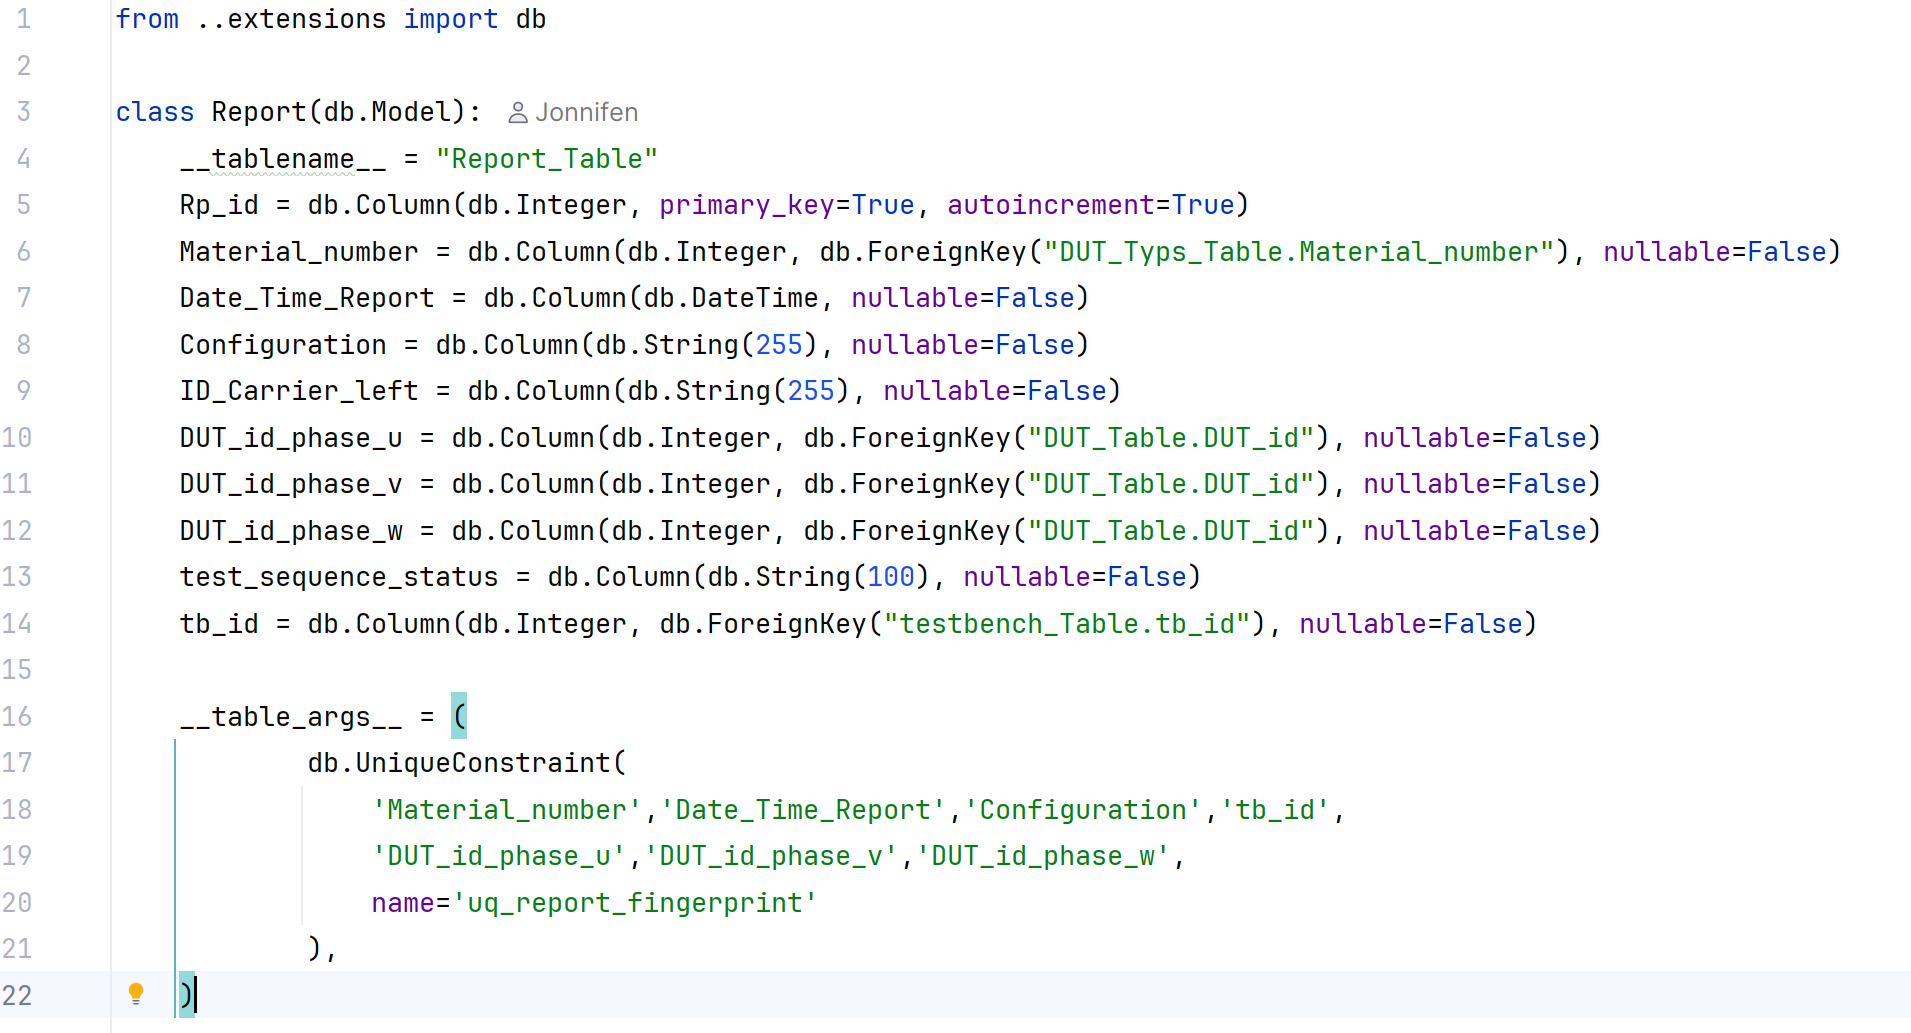 1 from ..extensions import db
2
3 class Report(db.Model): Jonnifen
4 __tablename__ = "Report_Table"
5 Rp_id = db.Column(db.Integer, primary_key=True, autoincrement=True)
6 Material_number = db.Column(db.Integer, db.ForeignKey("DUT_Typs_Table.Material_number"), nullable=False)
7 Date_Time_Report = db.Column(db.DateTime, nullable=False)
8 Configuration = db.Column(db.String(255), nullable=False)
9 ID_Carrier_left = db.Column(db.String(255), nullable=False)
10 DUT_id_phase_u = db.Column(db.Integer, db.ForeignKey("DUT_Table.DUT_id"), nullable=False)
11 DUT_id_phase_v = db.Column(db.Integer, db.ForeignKey("DUT_Table.DUT_id"), nullable=False)
12 DUT_id_phase_w = db.Column(db.Integer, db.ForeignKey("DUT_Table.DUT_id"), nullable=False)
13 test_sequence_status = db.Column(db.String(100), nullable=False)
14 tb_id = db.Column(db.Integer, db.ForeignKey("testbench_Table.tb_id"), nullable=False)
15
16 __table_args__ = (
17 db.UniqueConstraint(
18 'Material_number','Date_Time_Report','Configuration','tb_id',
19 'DUT_id_phase_u','DUT_id_phase_v','DUT_id_phase_w',
20 name='uq_report_fingerprint'
21 ),
22 )